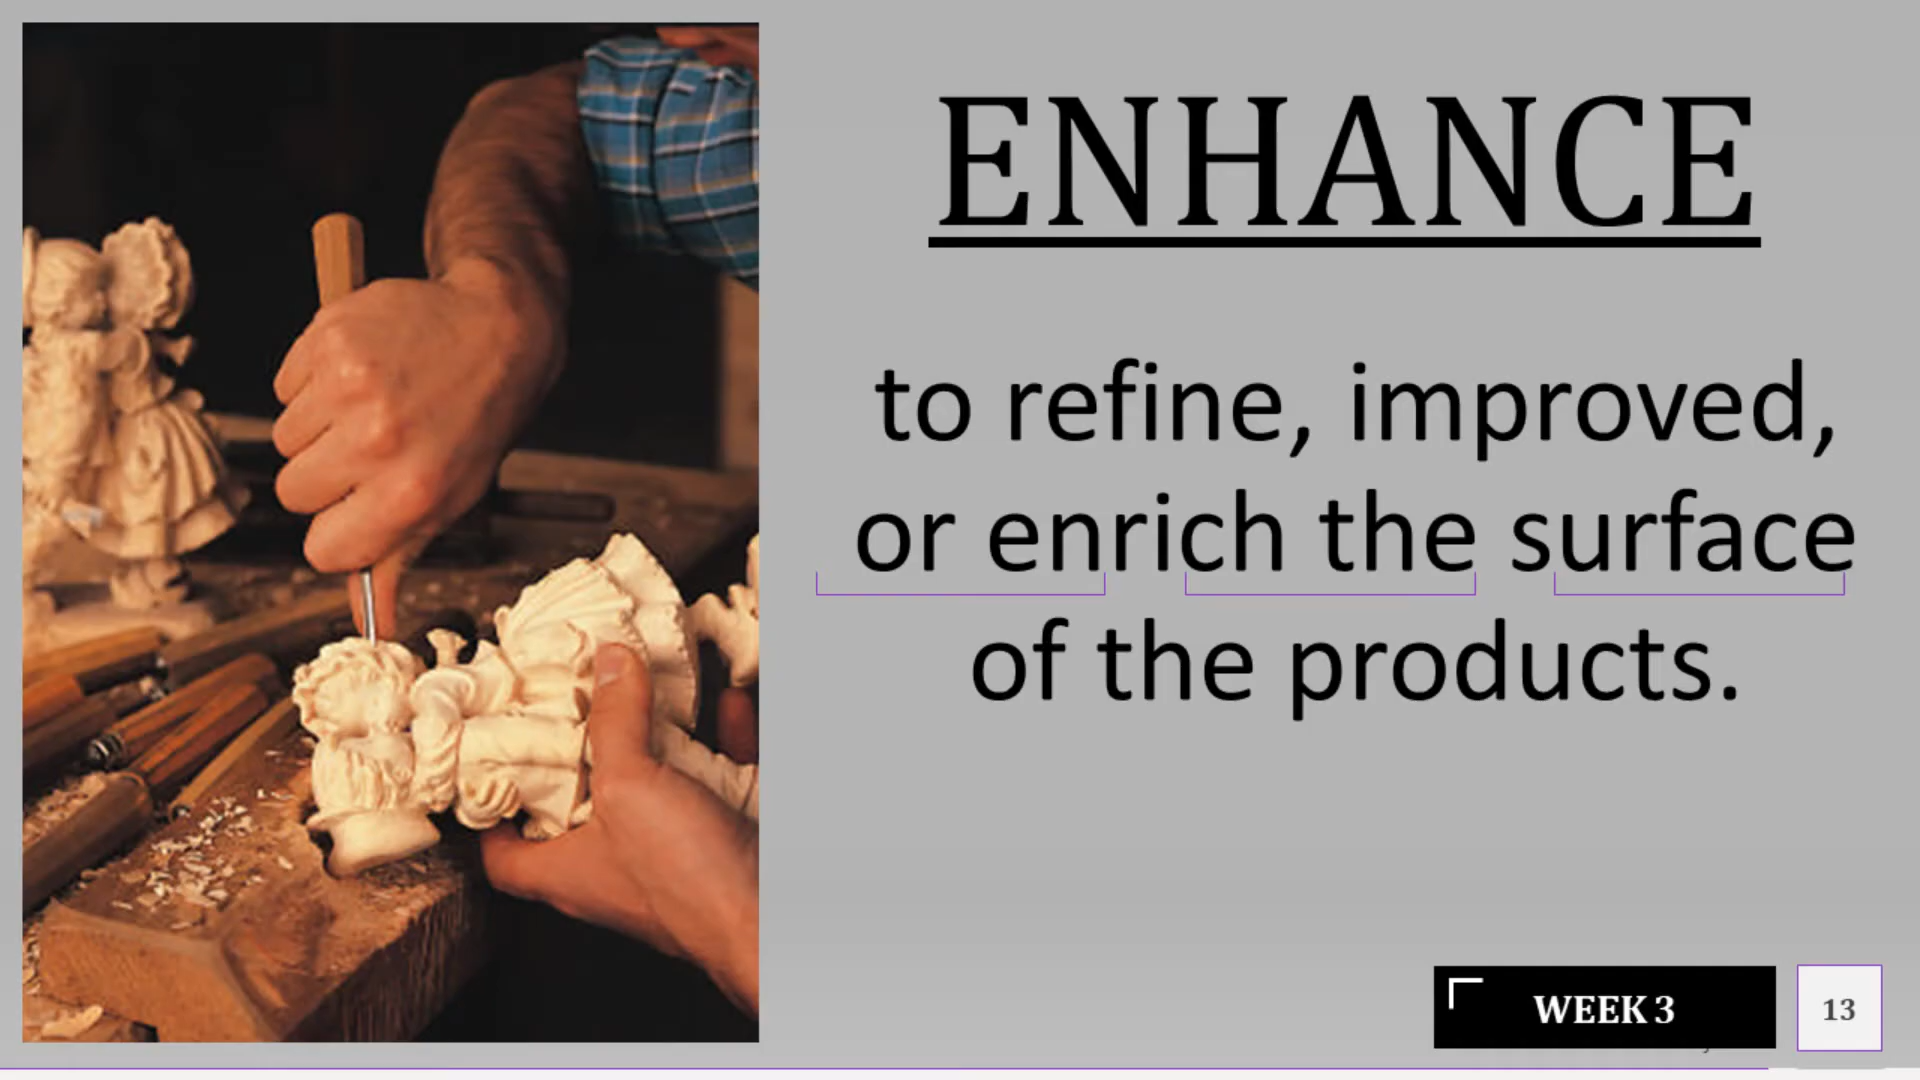 ENHANCE
to refine, improved,
or enrich the surface
of the products.
WEEK 3
13